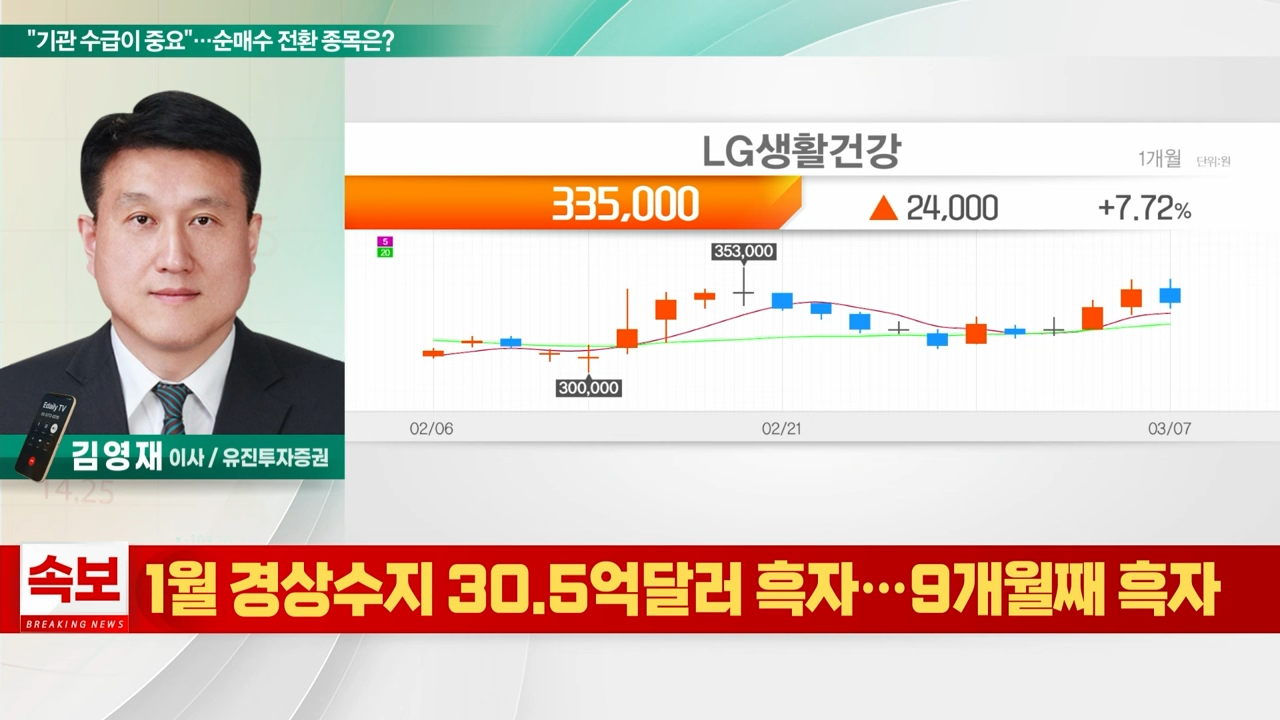 "기관 수급이 중요"…순매수 전환 종목은?
LG생활건강
1개월 단위:원
335,000 ▲ 24,000 +7.72%
5
20
353,000
300,000
02/06 02/21 03/07
Edaily TV
김영재 이사 / 유진투자증권
14.25
속보
BREAKING NEWS
1월 경상수지 30.5억달러 흑자…9개월째 흑자